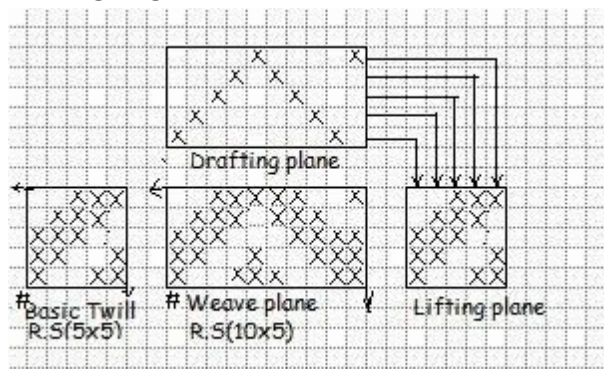 Drafting plane
# Basic Twill
R.S(5x5)
# Weave plane
R.S(10x5)
Lifting plane